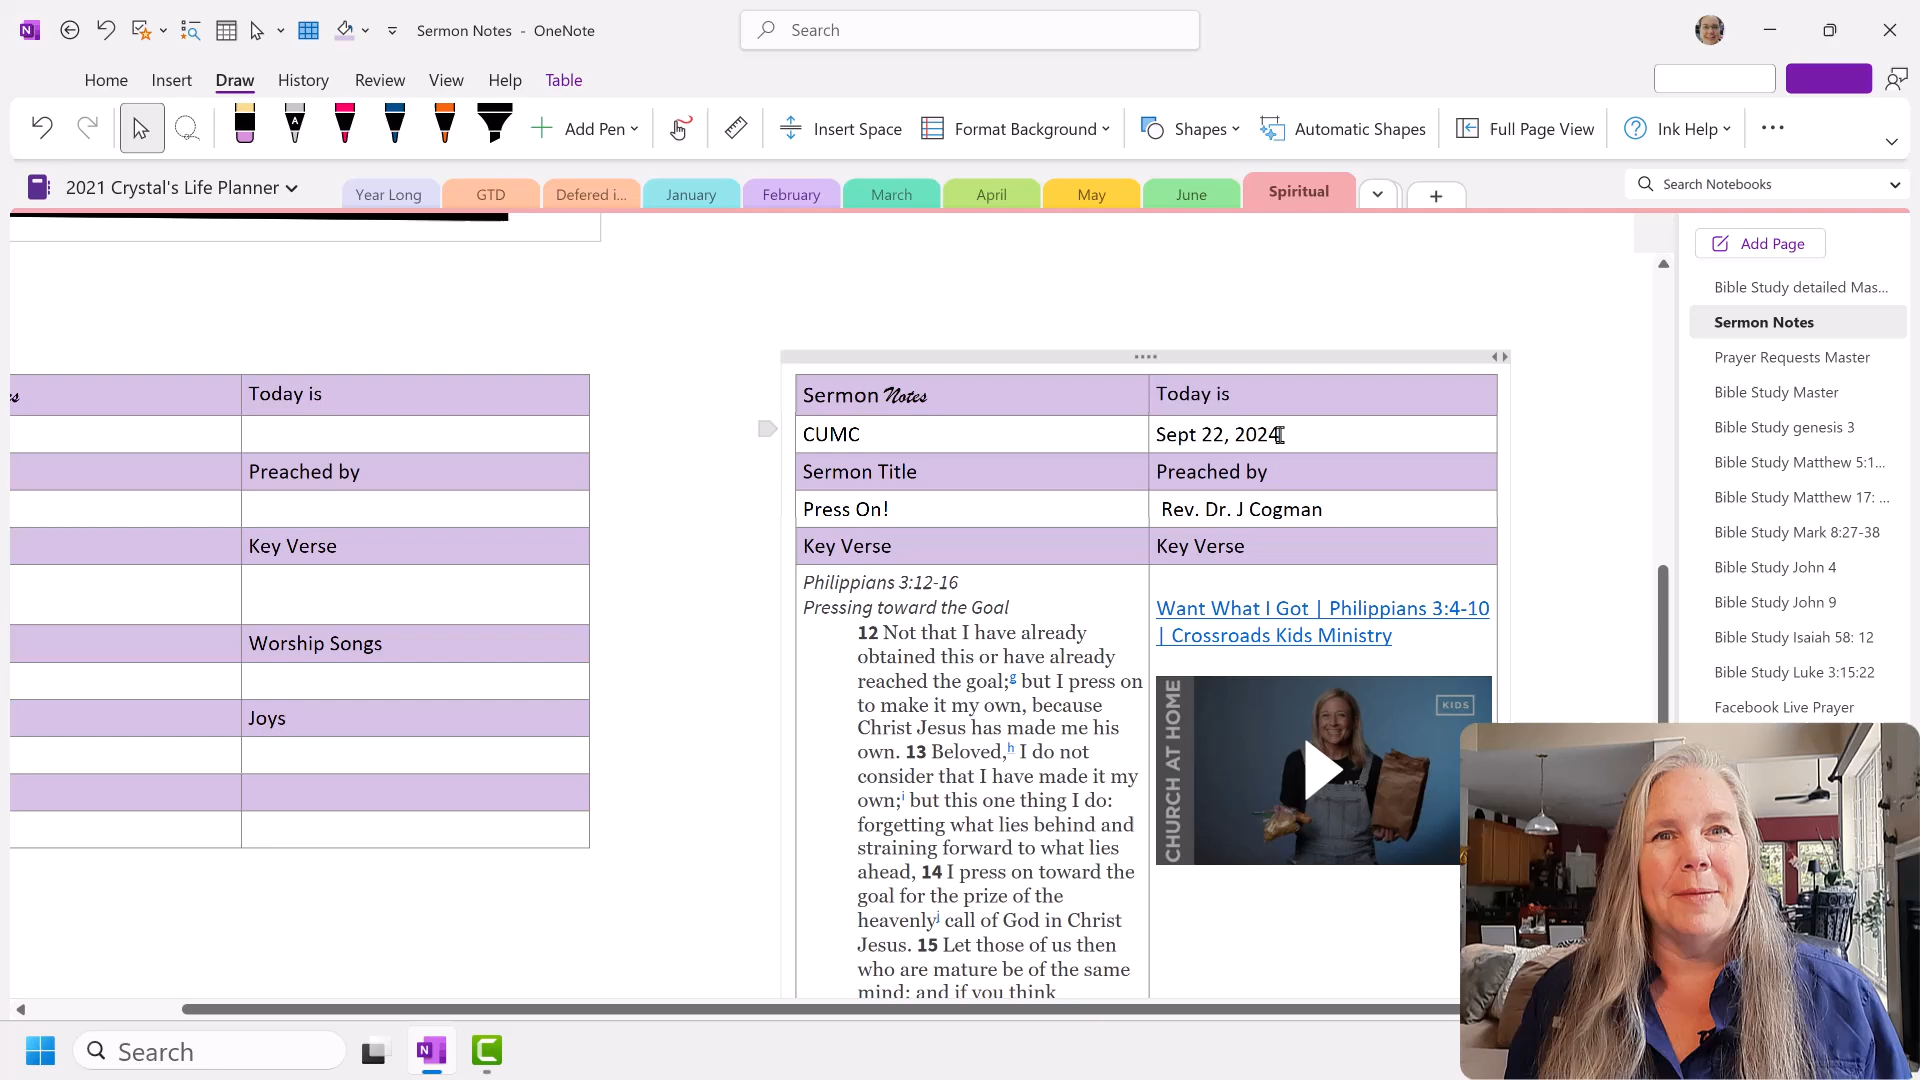 Sermon Notes - OneNote
Search
Home Insert Draw History Review View Help Table
Add Pen
Insert Space
Format Background
Shapes
Automatic Shapes
Full Page View
Ink Help
2021 Crystal's Life Planner
Year Long
GTD
Defered i...
January
February
March
April
May
June
Spiritual
Search Notebooks
Add Page
Bible Study detailed Mas...
Sermon Notes
Prayer Requests Master
Bible Study Master
Bible Study genesis 3
Bible Study Matthew 5:1...
Bible Study Matthew 17: ...
Bible Study Mark 8:27-38
Bible Study John 4
Bible Study John 9
Bible Study Isaiah 58: 12
Bible Study Luke 3:15:22
Facebook Live Prayer
Today is
Preached by
Key Verse
Worship Songs
Joys
Sermon Notes
Today is
CUMC
Sept 22, 2024
Sermon Title
Preached by
Press On!
Rev. Dr. J Cogman
Key Verse
Key Verse
Philippians 3:12-16
Pressing toward the Goal
12 Not that I have already
obtained this or have already
reached the goal;g but I press on
to make it my own, because
Christ Jesus has made me his
own. 13 Beloved,h I do not
consider that I have made it my
own;i but this one thing I do:
forgetting what lies behind and
straining forward to what lies
ahead, 14 I press on toward the
goal for the prize of the
heavenlyj call of God in Christ
Jesus. 15 Let those of us then
who are mature be of the same
mind; and if you think
Want What I Got | Philippians 3:4-10
| Crossroads Kids Ministry
CHURCH AT HOME
KIDS
Search